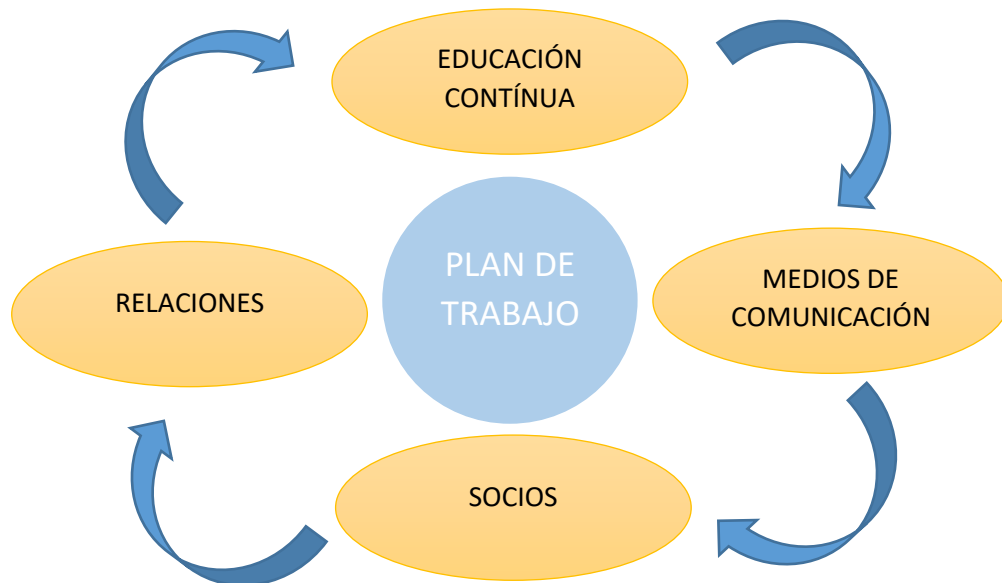 EDUCACIÓN
CONTÍNUA
PLAN DE
TRABAJO
MEDIOS DE
COMUNICACIÓN
RELACIONES
SOCIOS